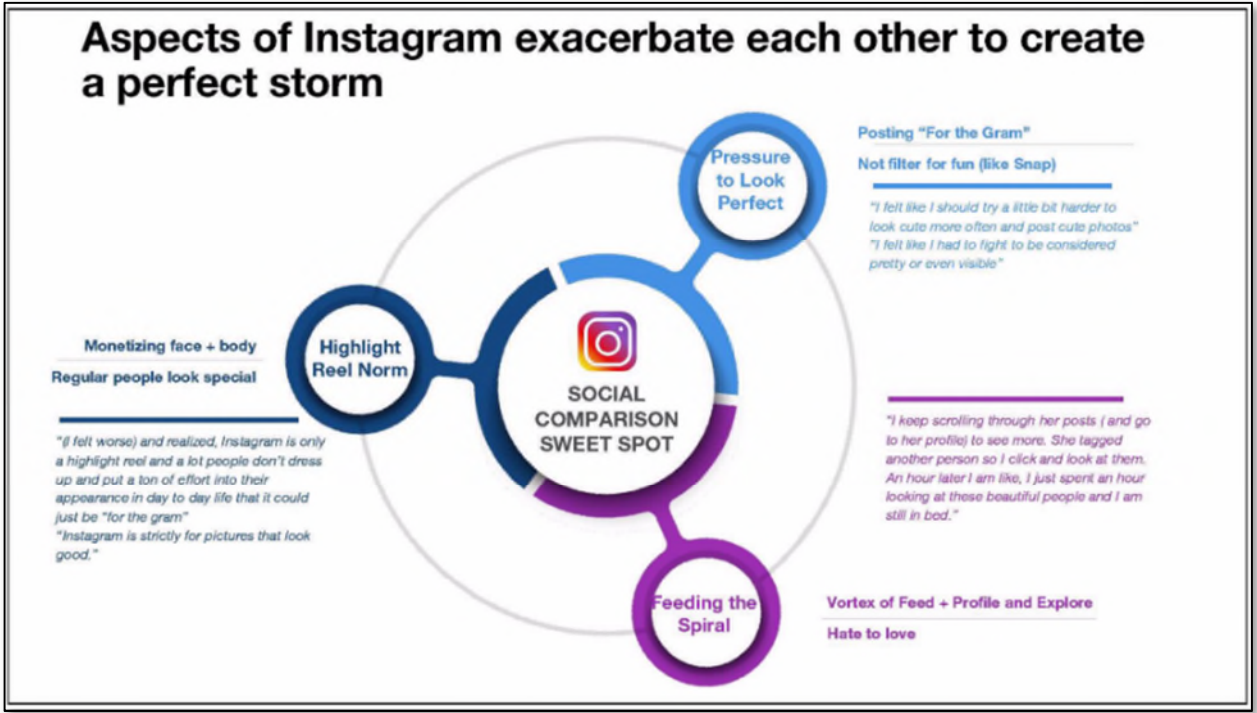 Aspects of Instagram exacerbate each other to create
a perfect storm
Pressure
to Look
Perfect
Posting “For the Gram”
Not filter for fun (like Snap)
"I felt like I should try a little bit harder to
look cute more often and post cute photos"
"I felt like I had to fight to be considered
pretty or even visible"
Highlight
Reel Norm
Monetizing face + body
Regular people look special
"(I felt worse) and realized, Instagram is only
a highlight reel and a lot people don't dress
up and put a ton of effort into their
appearance in day to day life that it could
just be "for the gram"
"Instagram is strictly for pictures that look
good."
SOCIAL
COMPARISON
SWEET SPOT
"I keep scrolling through her posts ( and go
to her profile) to see more. She tagged
another person so I click and look at them.
An hour later I am like, I just spent an hour
looking at these beautiful people and I am
still in bed."
Feeding the
Spiral
Vortex of Feed + Profile and Explore
Hate to love